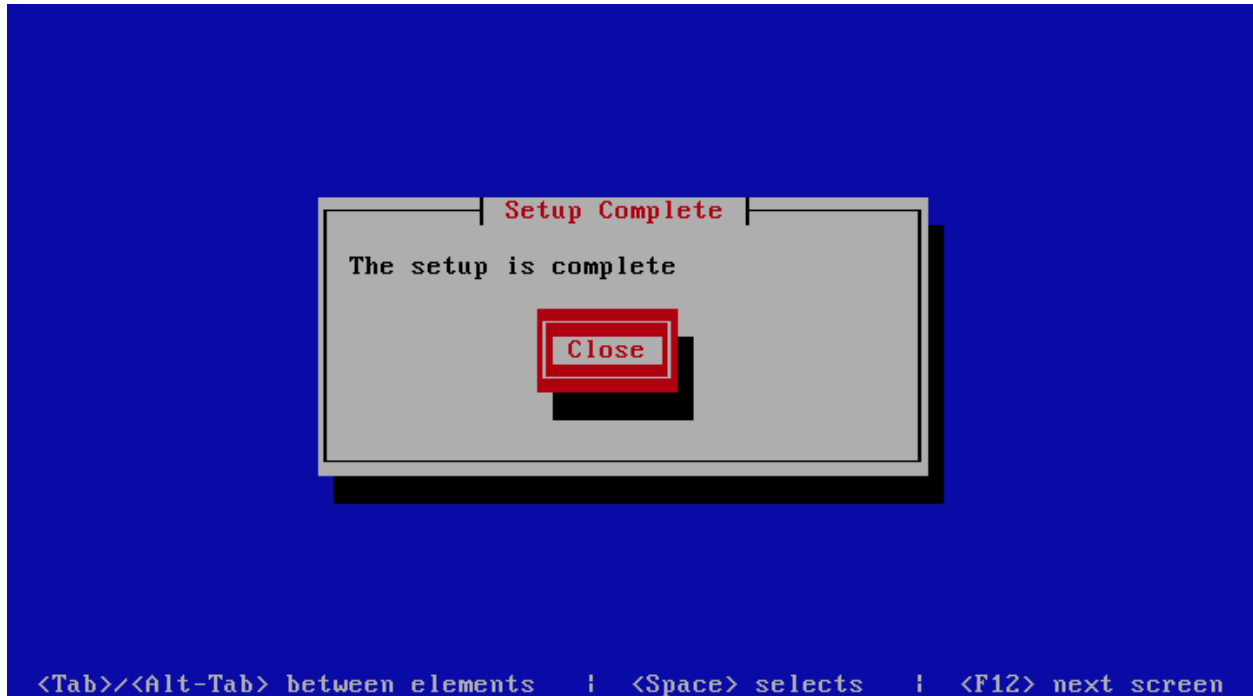 Setup Complete
The setup is complete
Close
<Tab>/<Alt-Tab> between elements | <Space> selects | <F12> next screen